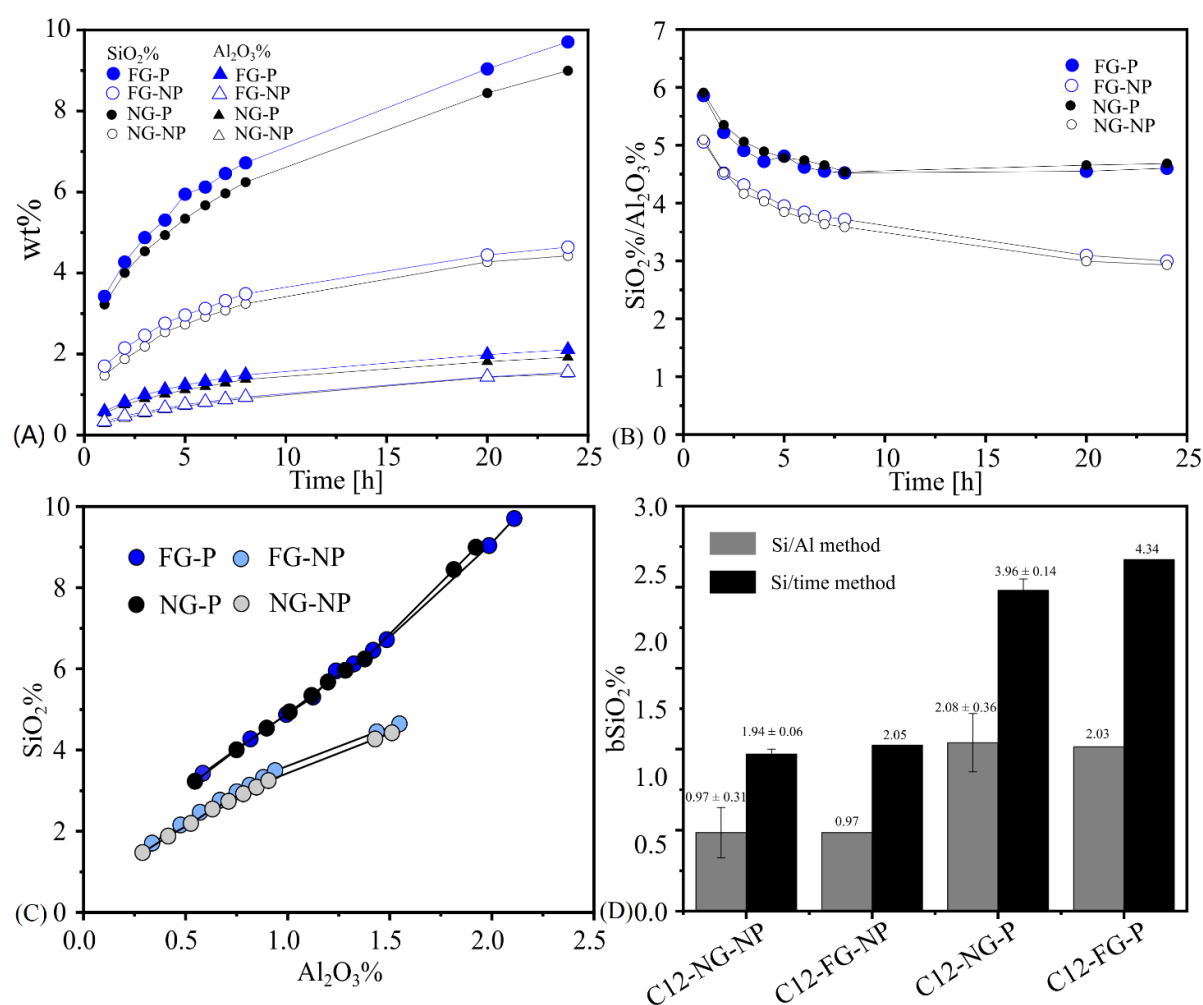 SiO₂% Al₂O₃%
FG-P FG-P
FG-NP FG-NP
NG-P NG-P
NG-NP NG-NP
wt%
10
8
6
4
2
0
0 5 10 15 20 25
Time [h]
(A)
FG-P
FG-NP
NG-P
NG-NP
SiO₂%/Al₂O₃%
7
6
5
4
3
2
1
0
0 5 10 15 20 25
Time [h]
(B)
FG-P FG-NP
NG-P NG-NP
SiO₂%
10
8
6
4
2
0
0.0 0.5 1.0 1.5 2.0 2.5
Al₂O₃%
(C)
Si/Al method
Si/time method
bSiO₂%
3.0
2.5
1.8
1.2
0.5
0.0
0.97 ± 0.31
1.94 ± 0.06
0.97
2.05
2.08 ± 0.36
3.96 ± 0.14
2.03
4.34
C12-NG-NP
C12-FG-NP
C12-NG-P
C12-FG-P
(D)